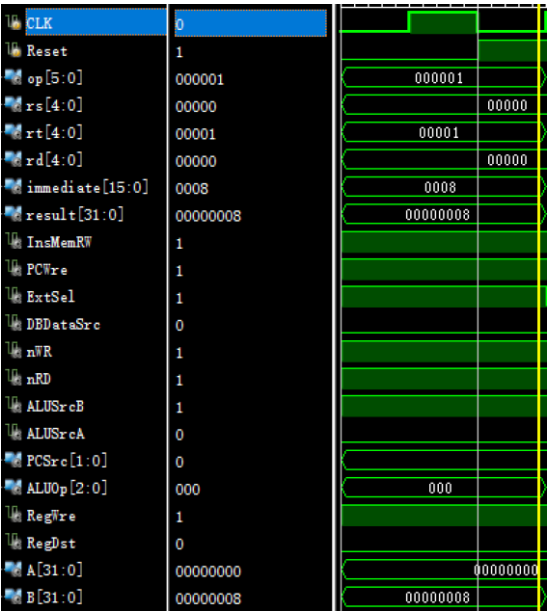 CLK 0
Reset 1
op[5:0] 000001 000001
rs[4:0] 00000 00000
rt[4:0] 00001 00001
rd[4:0] 00000 00000
immediate[15:0] 0008 0008
result[31:0] 00000008 00000008
InsMemRW 1
PCWre 1
ExtSel 1
DBDataSrc 0
nWR 1
nRD 1
ALUSrcB 1
ALUSrcA 0
PCSrc[1:0] 0
ALUOp[2:0] 000 000
RegWre 1
RegDst 0
A[31:0] 00000000 00000000
B[31:0] 00000008 00000008